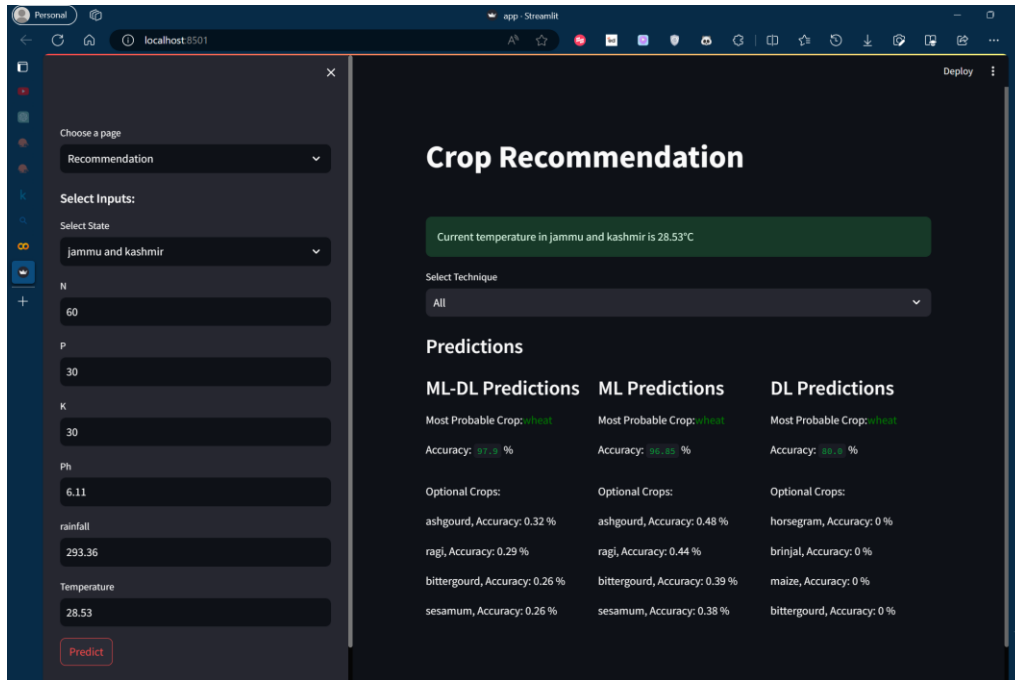 Personal
app - Streamlit
localhost:8501
Deploy
Choose a page
Recommendation
Select Inputs:
Select State
jammu and kashmir
N
60
P
30
K
30
Ph
6.11
rainfall
293.36
Temperature
28.53
Predict
Crop Recommendation
Current temperature in jammu and kashmir is 28.53°C
Select Technique
All
Predictions
ML-DL Predictions
Most Probable Crop:wheat
Accuracy: 97.9 %
Optional Crops:
ashgourd, Accuracy: 0.32 %
ragi, Accuracy: 0.29 %
bittergourd, Accuracy: 0.26 %
sesamum, Accuracy: 0.26 %
ML Predictions
Most Probable Crop:wheat
Accuracy: 96.85 %
Optional Crops:
ashgourd, Accuracy: 0.48 %
ragi, Accuracy: 0.44 %
bittergourd, Accuracy: 0.39 %
sesamum, Accuracy: 0.38 %
DL Predictions
Most Probable Crop:wheat
Accuracy: 80.0 %
Optional Crops:
horsegram, Accuracy: 0 %
brinjal, Accuracy: 0 %
maize, Accuracy: 0 %
bittergourd, Accuracy: 0 %